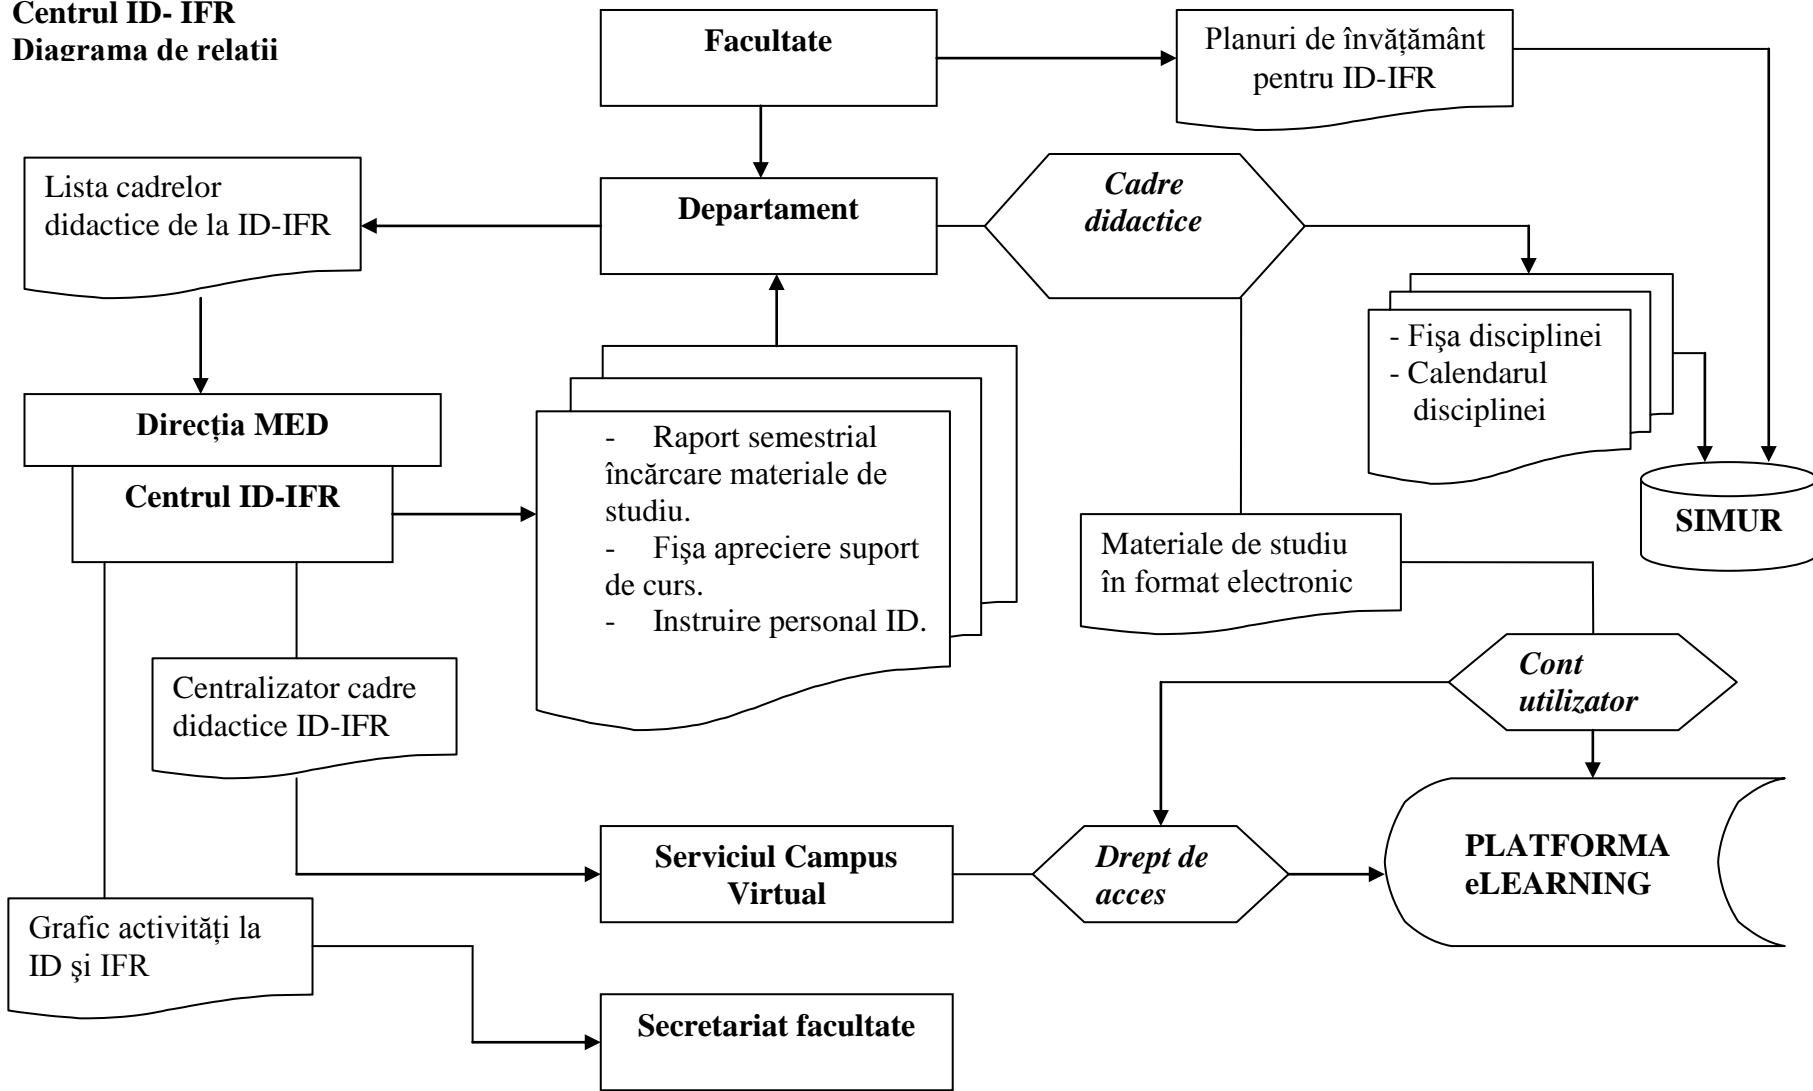 Centrul ID- IFR
Diagrama de relatii
Facultate
Planuri de învățământ
pentru ID-IFR
Lista cadrelor
didactice de la ID-IFR
Departament
Cadre
didactice
- Fişa disciplinei
- Calendarul
disciplinei
Direcția MED
Centrul ID-IFR
- Raport semestrial
încărcare materiale de
studiu.
- Fişa apreciere suport
de curs.
- Instruire personal ID.
SIMUR
Materiale de studiu
în format electronic
Centralizator cadre
didactice ID-IFR
Cont
utilizator
Serviciul Campus
Virtual
Drept de
acces
PLATFORMA
eLEARNING
Grafic activități la
ID şi IFR
Secretariat facultate